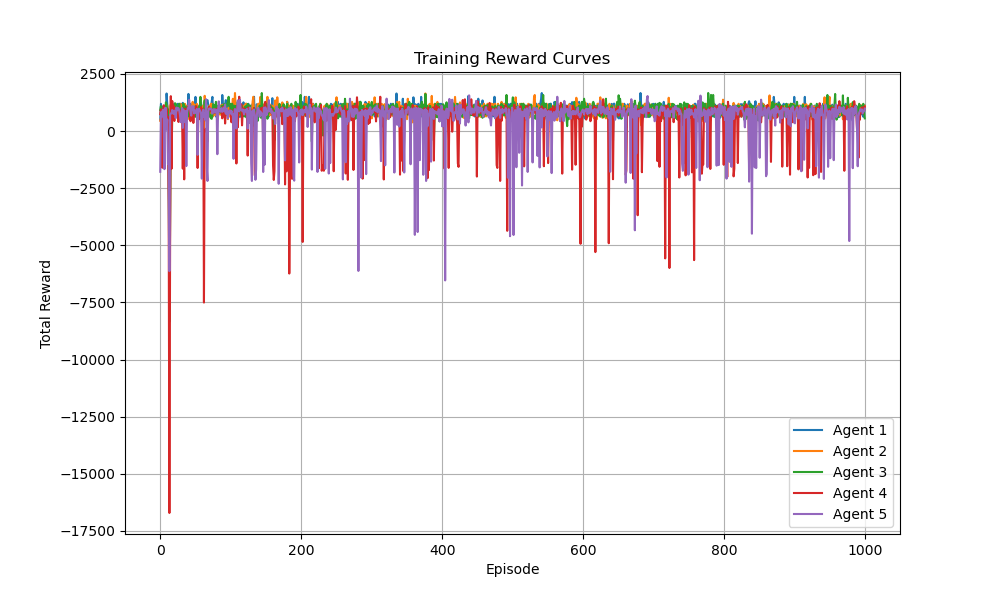 Training Reward Curves
Total Reward
2500
0
−2500
−5000
−7500
−10000
−12500
−15000
−17500
0 200 400 600 800 1000
Episode
Agent 1
Agent 2
Agent 3
Agent 4
Agent 5